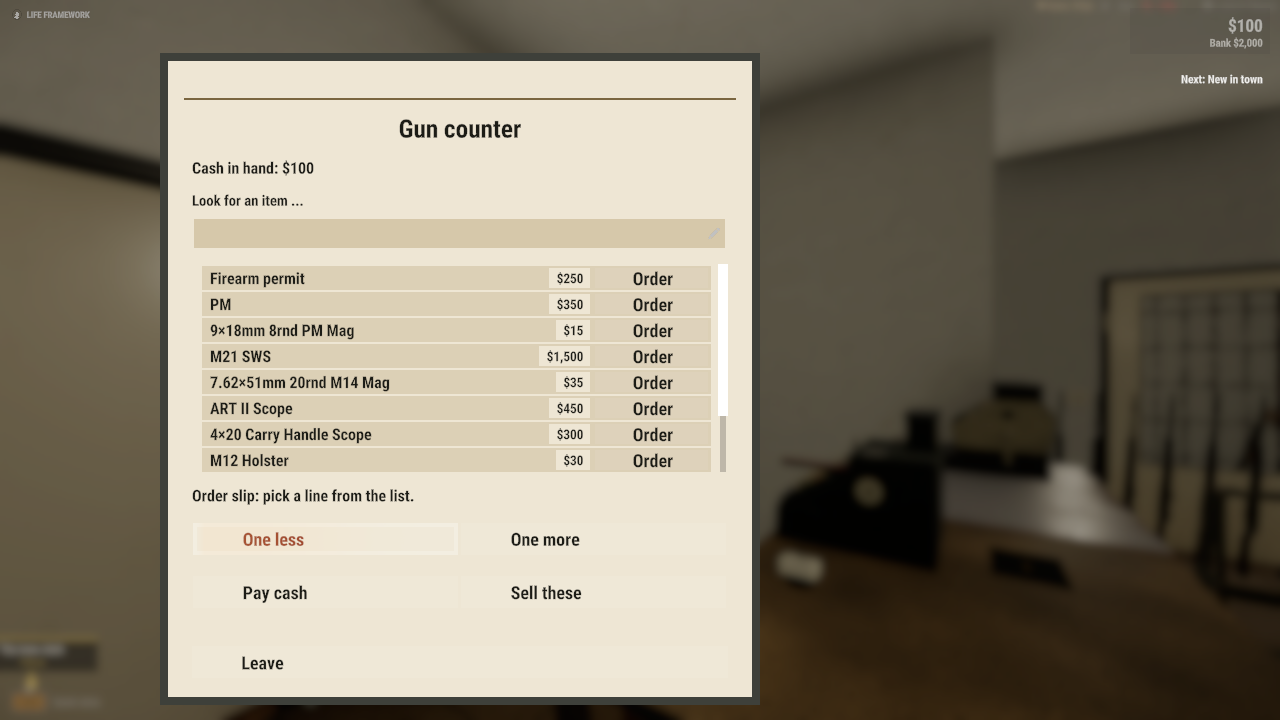 LIFE FRAMEWORK
$100
Bank $2,000
Next: New in town
Gun counter
Cash in hand: $100
Look for an item ...
Firearm permit $250 Order
PM $350 Order
9×18mm 8rnd PM Mag $15 Order
M21 SWS $1,500 Order
7.62×51mm 20rnd M14 Mag $35 Order
ART II Scope $450 Order
4×20 Carry Handle Scope $300 Order
M12 Holster $30 Order
Order slip: pick a line from the list.
One less One more
Pay cash Sell these
Leave